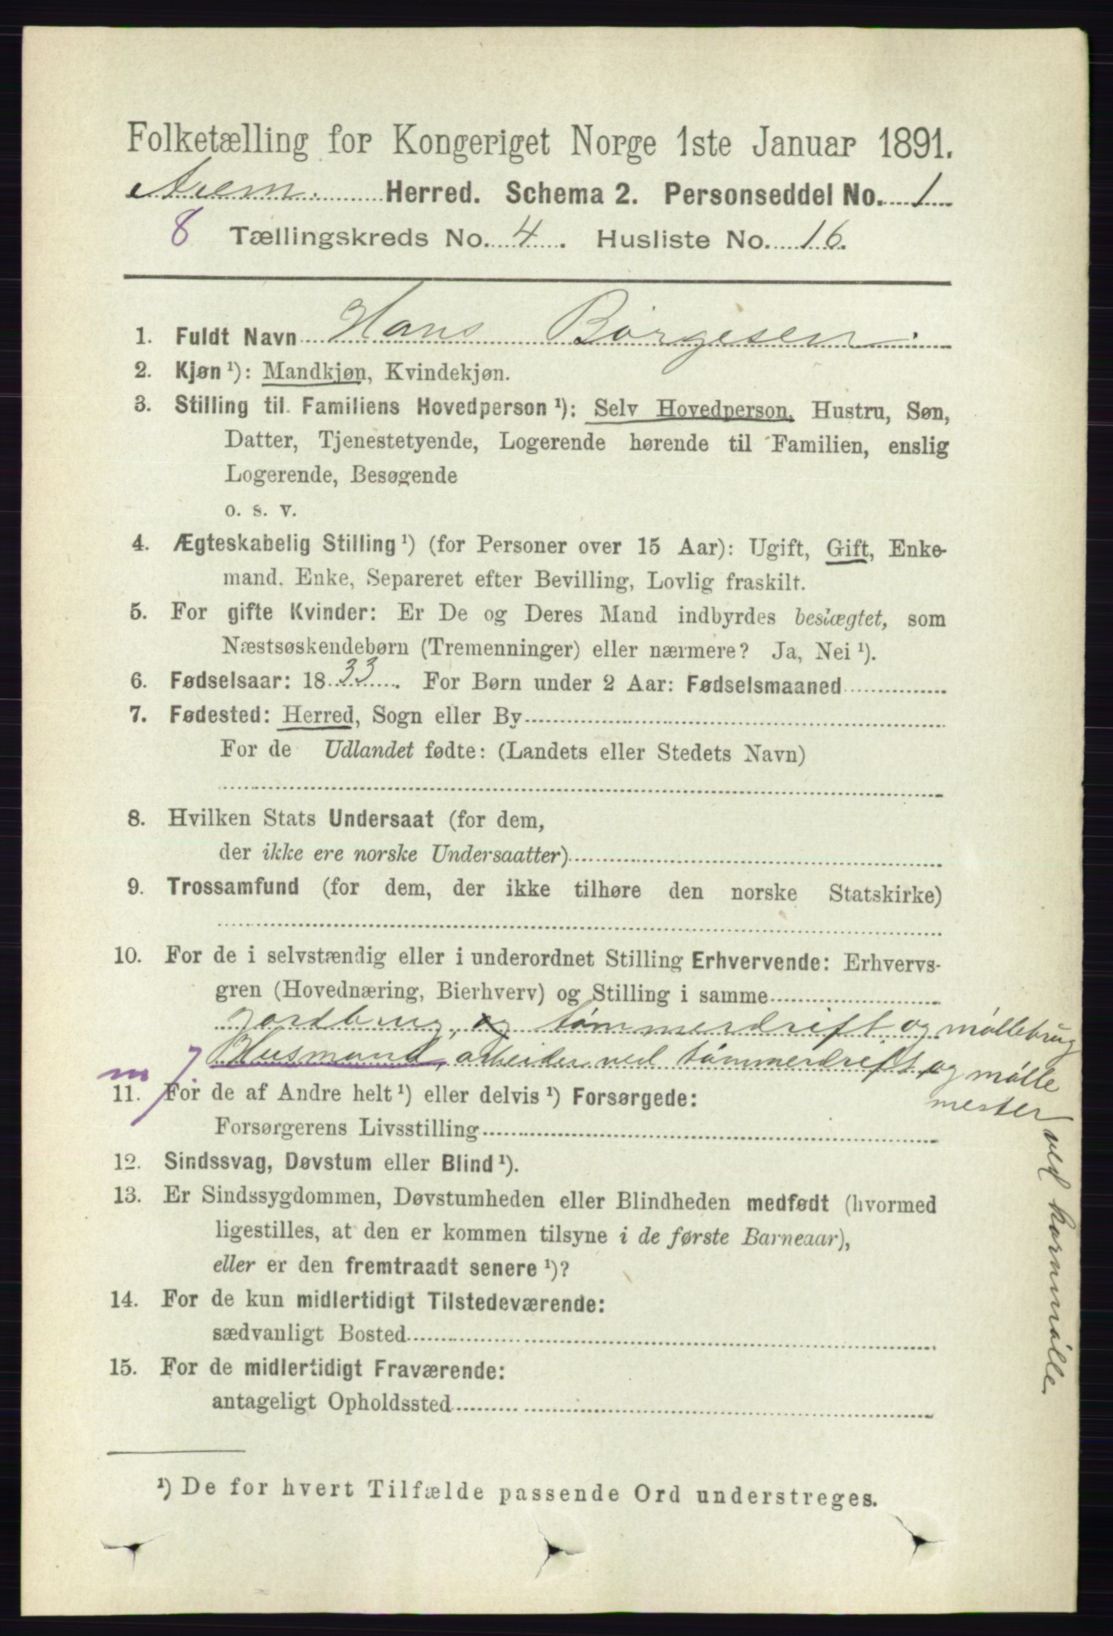 Folketælling for Kongeriget Norge 1ste Januar 1891.
Herred. Schema 2. Personseddel No. 1
8 Tællingskreds No. 4. Husliste No. 16.
1. Fuldt Navn Hans Børgesen
2. Kjøn ¹): Mandkjøn, Kvindekjøn.
3. Stilling til Familiens Hovedperson ¹): Selv Hovedperson, Hustru, Søn,
Datter, Tjenestetyende, Logerende hørende til Familien, enslig
Logerende, Besøgende
o. s. v.
4. Ægteskabelig Stilling ¹) (for Personer over 15 Aar): Ugift, Gift, Enke-
mand, Enke, Separeret efter Bevilling, Lovlig fraskilt.
5. For gifte Kvinder: Er De og Deres Mand indbyrdes beslægtet, som
Næstsøskendebørn (Tremenninger) eller nærmere? Ja, Nei ¹).
6. Fødselsaar: 1833. For Børn under 2 Aar: Fødselsmaaned
7. Fødested: Herred, Sogn eller By
For de Udlandet fødte: (Landets eller Stedets Navn)
8. Hvilken Stats Undersaat (for dem,
der ikke ere norske Undersaatter)
9. Trossamfund (for dem, der ikke tilhøre den norske Statskirke)
10. For de i selvstændig eller i underordnet Stilling Erhvervende: Erhvervs-
gren (Hovednæring, Bierhverv) og Stilling i samme
Jordbrug, og tømmerdrift og møllebrug
Husmand, arbeider ved tømmerdrift og mølle
mester ved kornmølle
11. For de af Andre helt ¹) eller delvis ¹) Forsørgede:
Forsørgerens Livsstilling
12. Sindssvag, Døvstum eller Blind ¹).
13. Er Sindssygdommen, Døvstumheden eller Blindheden medfødt (hvormed
ligestilles, at den er kommen tilsyne i de første Barneaar),
eller er den fremtraadt senere ¹)?
14. For de kun midlertidigt Tilstedeværende:
sædvanligt Bosted
15. For de midlertidigt Fraværende:
antageligt Opholdssted
¹) De for hvert Tilfælde passende Ord understreges.